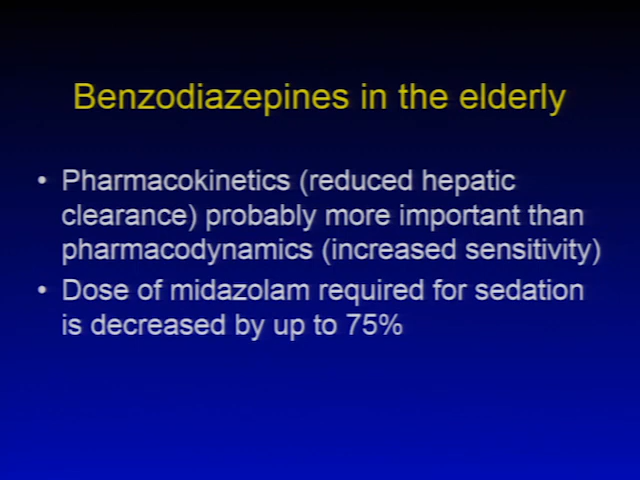 Benzodiazepines in the elderly
• Pharmacokinetics (reduced hepatic
clearance) probably more important than
pharmacodynamics (increased sensitivity)
• Dose of midazolam required for sedation
is decreased by up to 75%